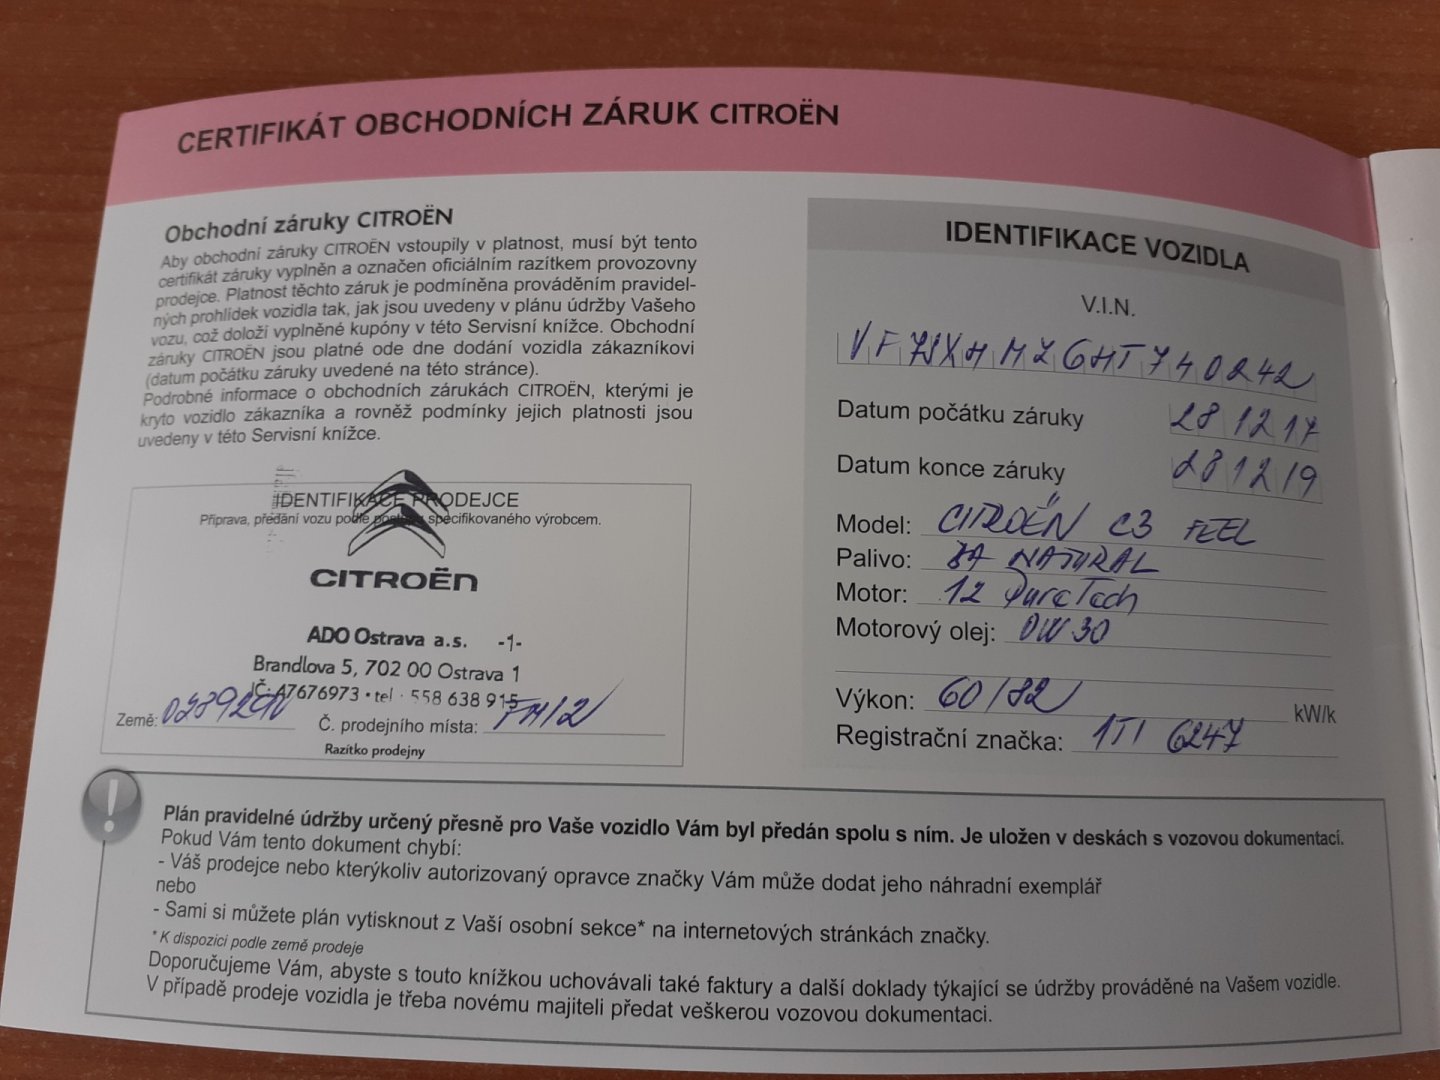 CERTIFIKÁT OBCHODNÍCH ZÁRUK CITROËN
Obchodní záruky CITROËN
Aby obchodní záruky CITROËN vstoupily v platnost, musí být tento
certifikát záruky vyplněn a označen oficiálním razítkem provozovny
prodejce. Platnost těchto záruk je podmíněna prováděním pravidel-
ných prohlídek vozidla tak, jak jsou uvedeny v plánu údržby Vašeho
vozu, což doloží vyplněné kupóny v této Servisní knížce. Obchodní
záruky CITROËN jsou platné ode dne dodání vozidla zákazníkovi
(datum počátku záruky uvedené na této stránce).
Podrobné informace o obchodních zárukách CITROËN, kterými je
kryto vozidlo zákazníka a rovněž podmínky jejich platnosti jsou
uvedeny v této Servisní knížce.
IDENTIFIKACE PRODEJCE
Příprava, předání vozu podle postupu specifikovaného výrobcem.
CITROËN
ADO Ostrava a.s. -1-
Brandlova 5, 702 00 Ostrava 1
IČ: 47676973 • tel · 558 638 915
Země:
Č. prodejního místa:
Razítko prodejny
IDENTIFIKACE VOZIDLA
V.I.N.
Datum počátku záruky 28 12 17
Datum konce záruky 28 12 19
Model: CITROËN C3 FEEL
Palivo: BA NATURAL
Motor: 12 PureTech
Motorový olej: 0W30
Výkon: 60/82 kW/k
Registrační značka: 1TI 6247
Plán pravidelné údržby určený přesně pro Vaše vozidlo Vám byl předán spolu s ním. Je uložen v deskách s vozovou dokumentací.
Pokud Vám tento dokument chybí:
- Váš prodejce nebo kterýkoliv autorizovaný opravce značky Vám může dodat jeho náhradní exemplář
nebo
- Sami si můžete plán vytisknout z Vaší osobní sekce* na internetových stránkách značky.
* K dispozici podle země prodeje
Doporučujeme Vám, abyste s touto knížkou uchovávali také faktury a další doklady týkající se údržby prováděné na Vašem vozidle.
V případě prodeje vozidla je třeba novému majiteli předat veškerou vozovou dokumentaci.